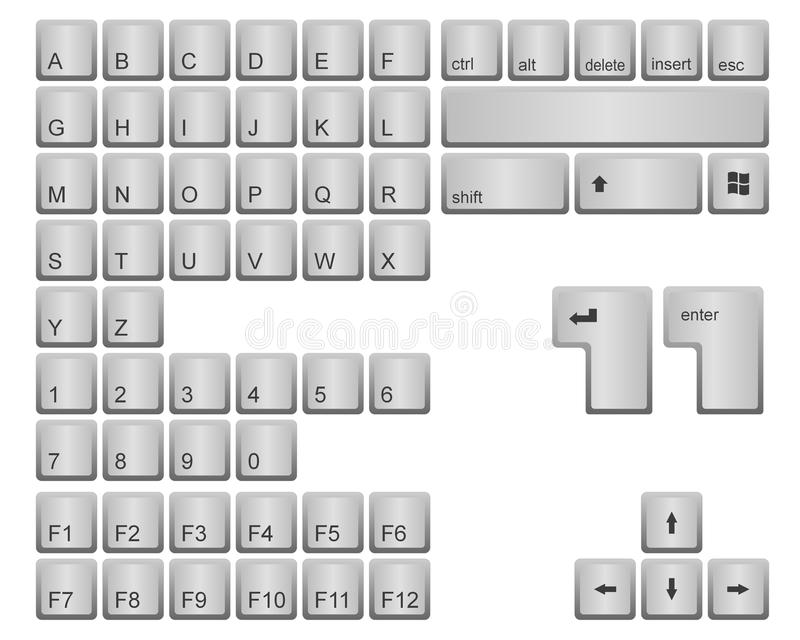 A B C D E F ctrl alt delete insert esc
G H I J K L
M N O P Q R shift
S T U V W X
Y Z enter
dreamstime
1 2 3 4 5 6
7 8 9 0
F1 F2 F3 F4 F5 F6
F7 F8 F9 F10 F11 F12